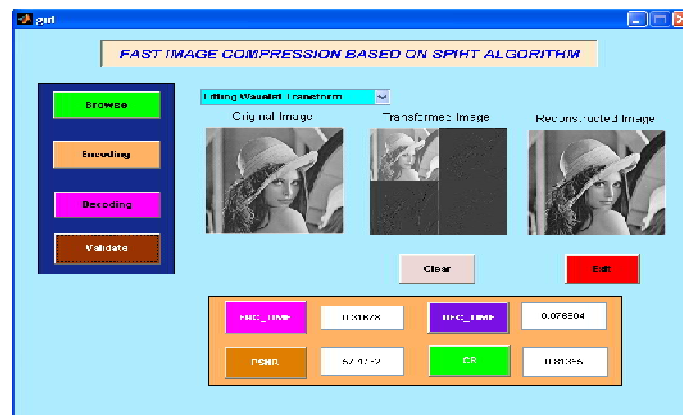 gui
FAST IMAGE COMPRESSION BASED ON SPIHT ALGORITHM
Browse
Encoding
Decoding
Validate
Lifting Wavelet Transform
Original Image
Transformed Image
Reconstructed Image
Clear
Exit
ENC_TIME
DEC_TIME
0.076904
PSNR
CR